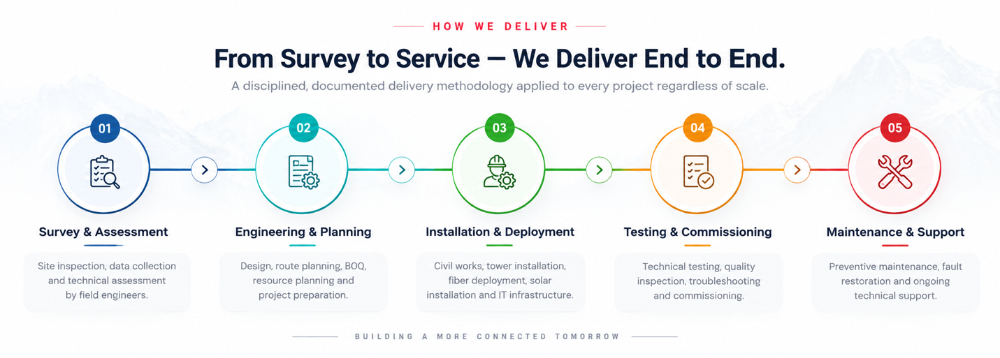 HOW WE DELIVER
From Survey to Service — We Deliver End to End.
A disciplined, documented delivery methodology applied to every project regardless of scale.
01
Survey & Assessment
Site inspection, data collection
and technical assessment
by field engineers.
02
Engineering & Planning
Design, route planning, BOQ,
resource planning and
project preparation.
03
Installation & Deployment
Civil works, tower installation,
fiber deployment, solar
installation and IT infrastructure.
04
Testing & Commissioning
Technical testing, quality
inspection, troubleshooting
and commissioning.
05
Maintenance & Support
Preventive maintenance, fault
restoration and ongoing
technical support.
BUILDING A MORE CONNECTED TOMORROW